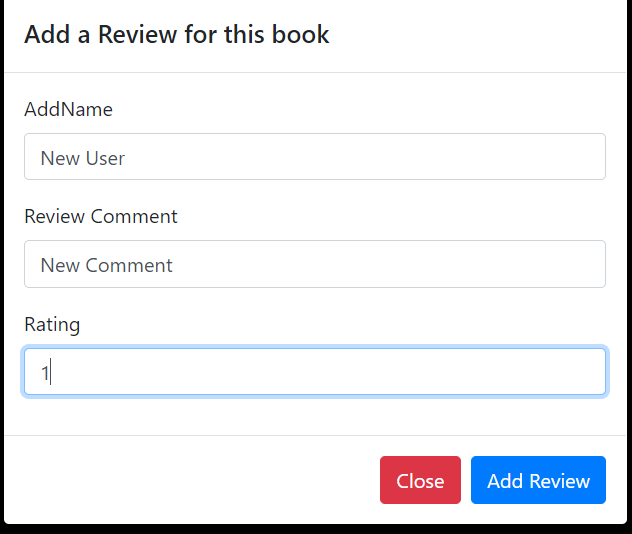 Add a Review for this book
AddName
New User
Review Comment
New Comment
Rating
1
Close Add Review